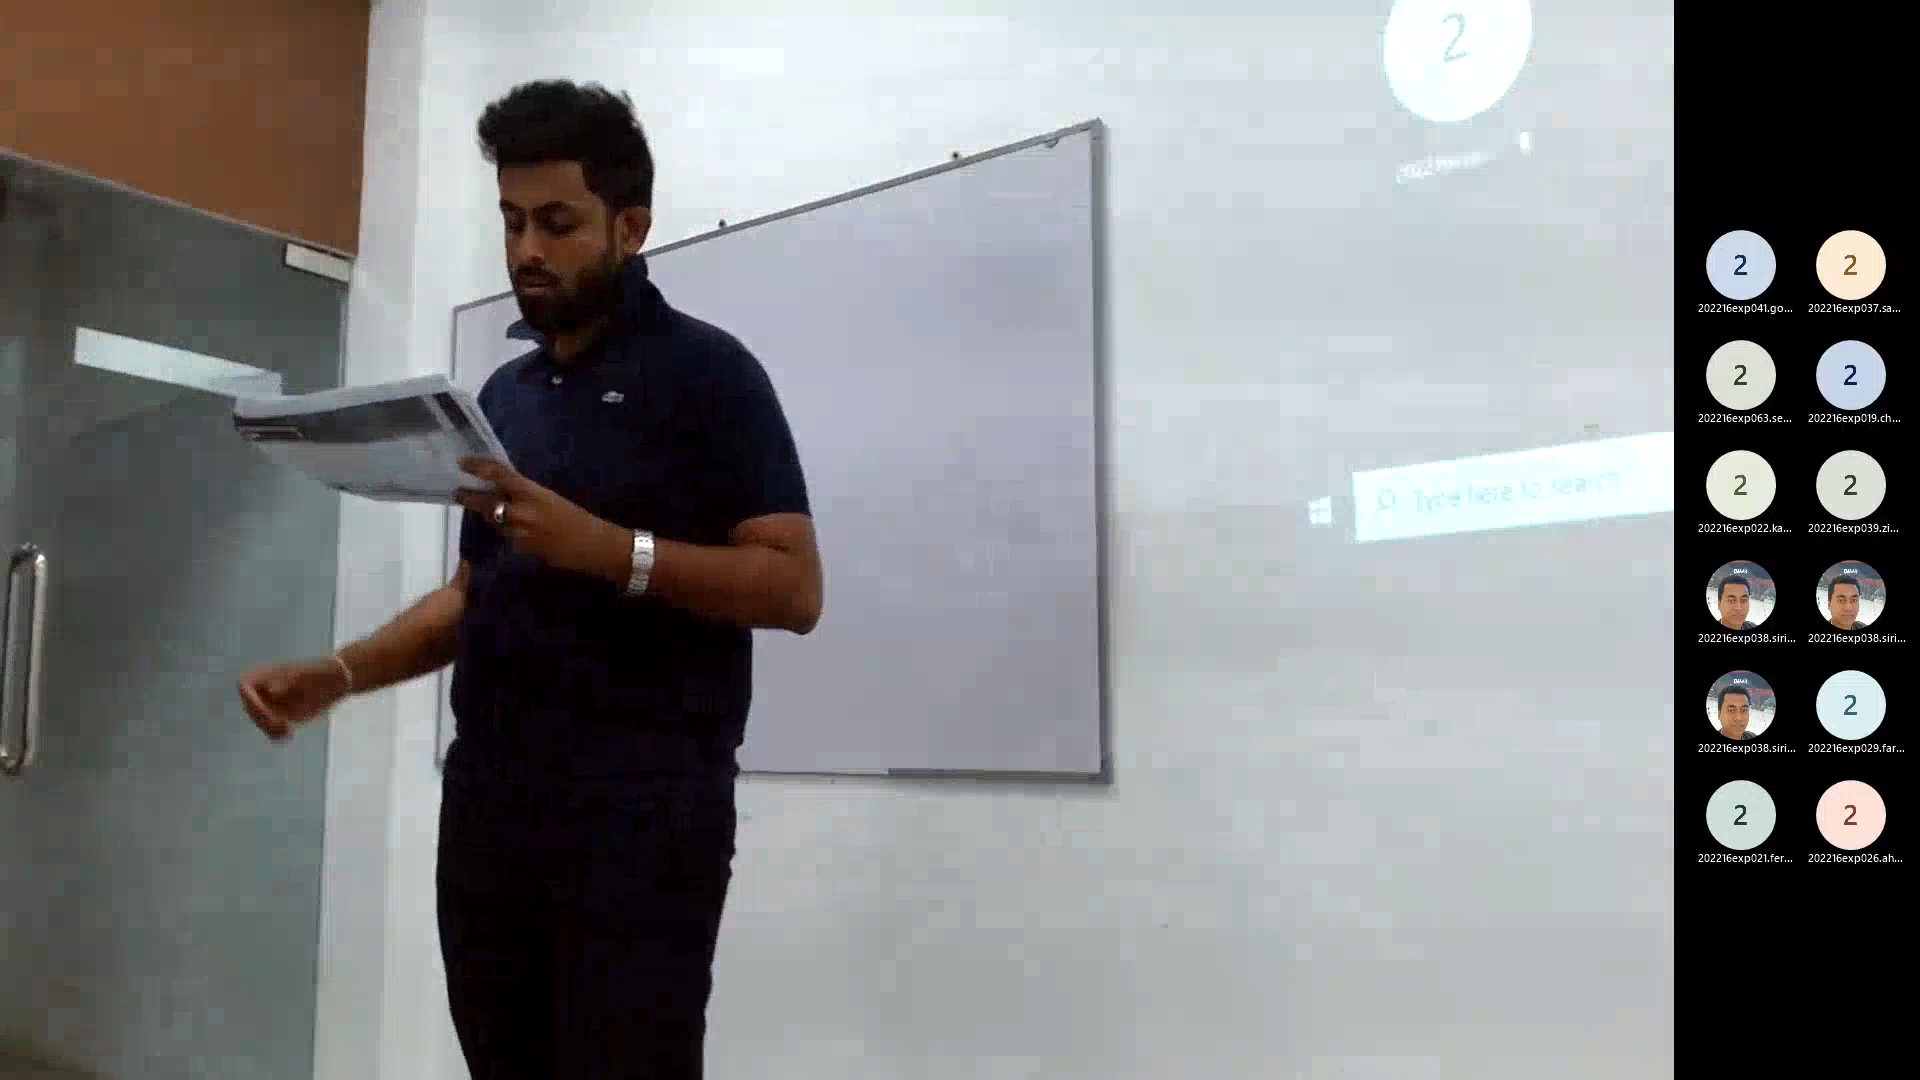 2
Type here to search
2 2
202216exp041.go... 202216exp037.sa...
2 2
202216exp063.se... 202216exp019.ch...
2 2
202216exp022.ka... 202216exp039.zi...
202216exp038.siri... 202216exp038.siri...
2
202216exp038.siri... 202216exp029.far...
2 2
202216exp021.fer... 202216exp026.ah...